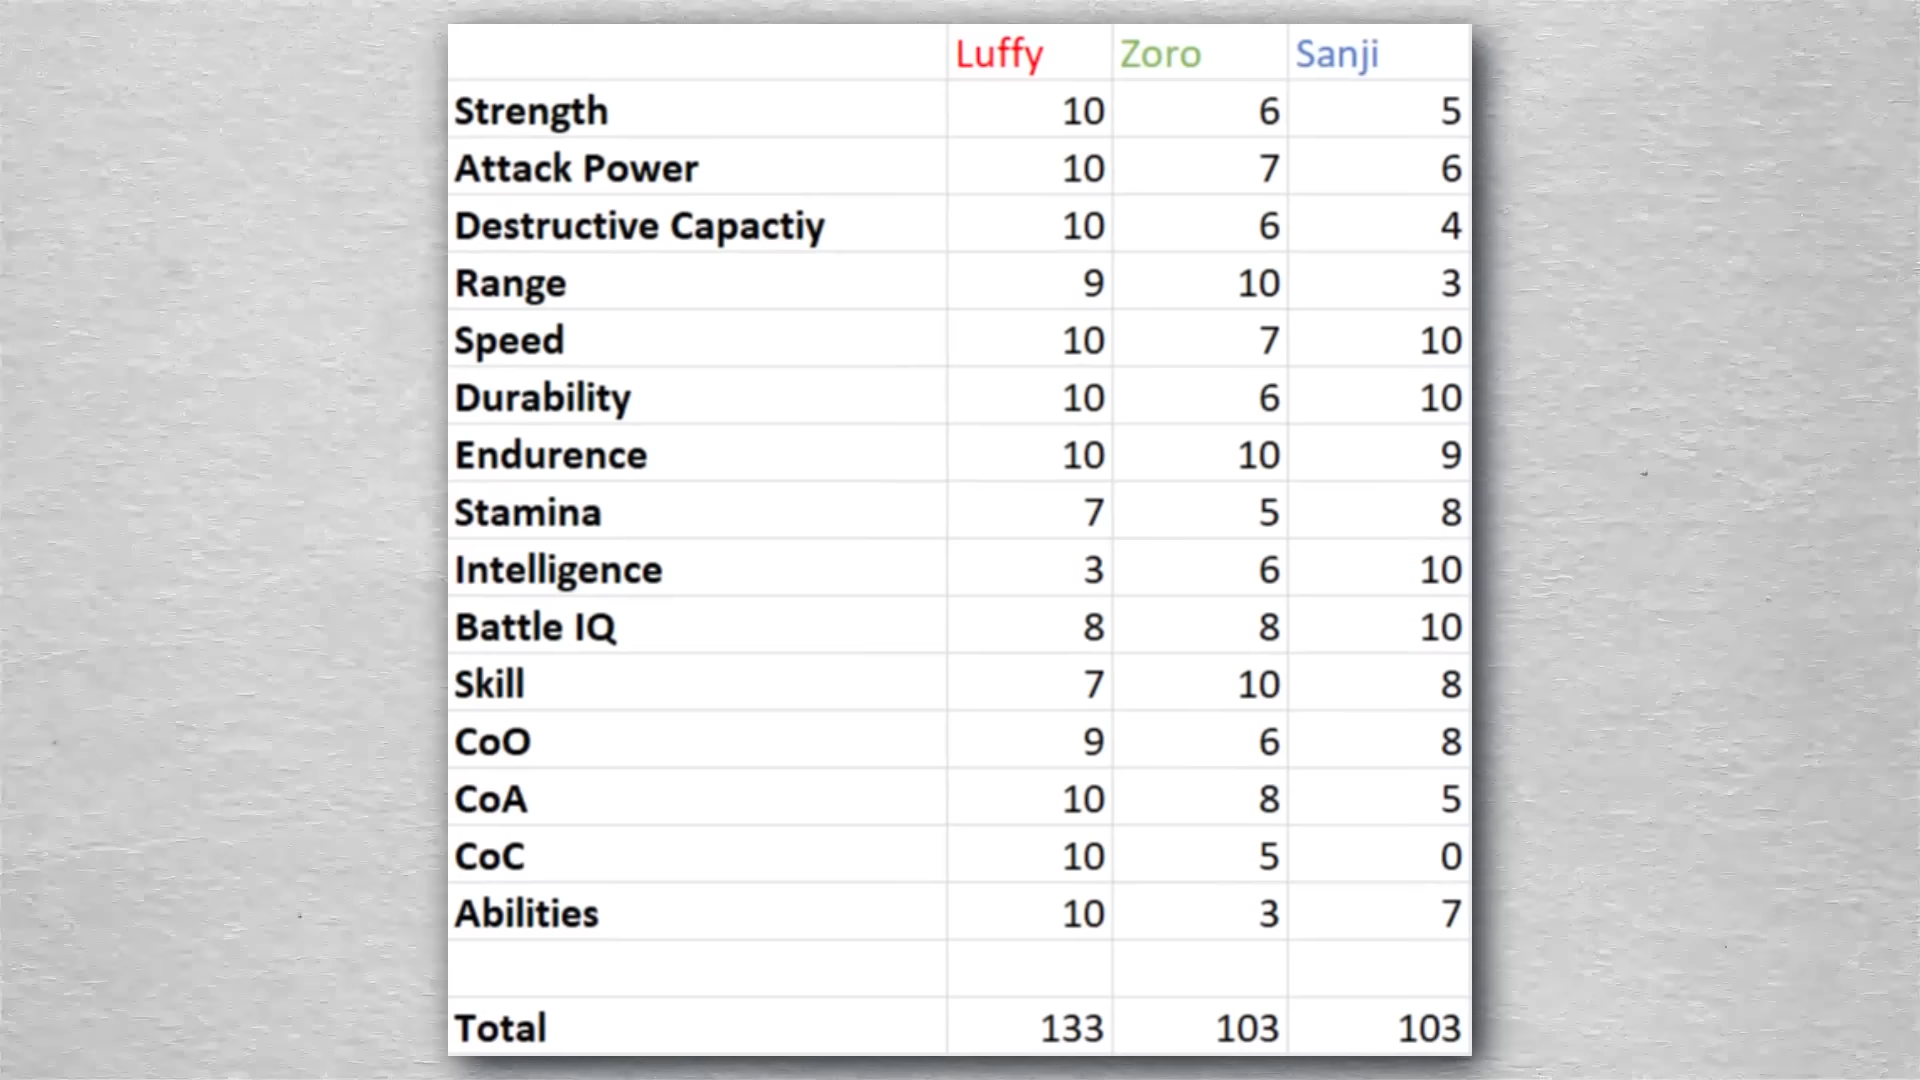 Luffy Zoro Sanji
Strength 10 6 5
Attack Power 10 7 6
Destructive Capactiy 10 6 4
Range 9 10 3
Speed 10 7 10
Durability 10 6 10
Endurence 10 10 9
Stamina 7 5 8
Intelligence 3 6 10
Battle IQ 8 8 10
Skill 7 10 8
CoO 9 6 8
CoA 10 8 5
CoC 10 5 0
Abilities 10 3 7
Total 133 103 103